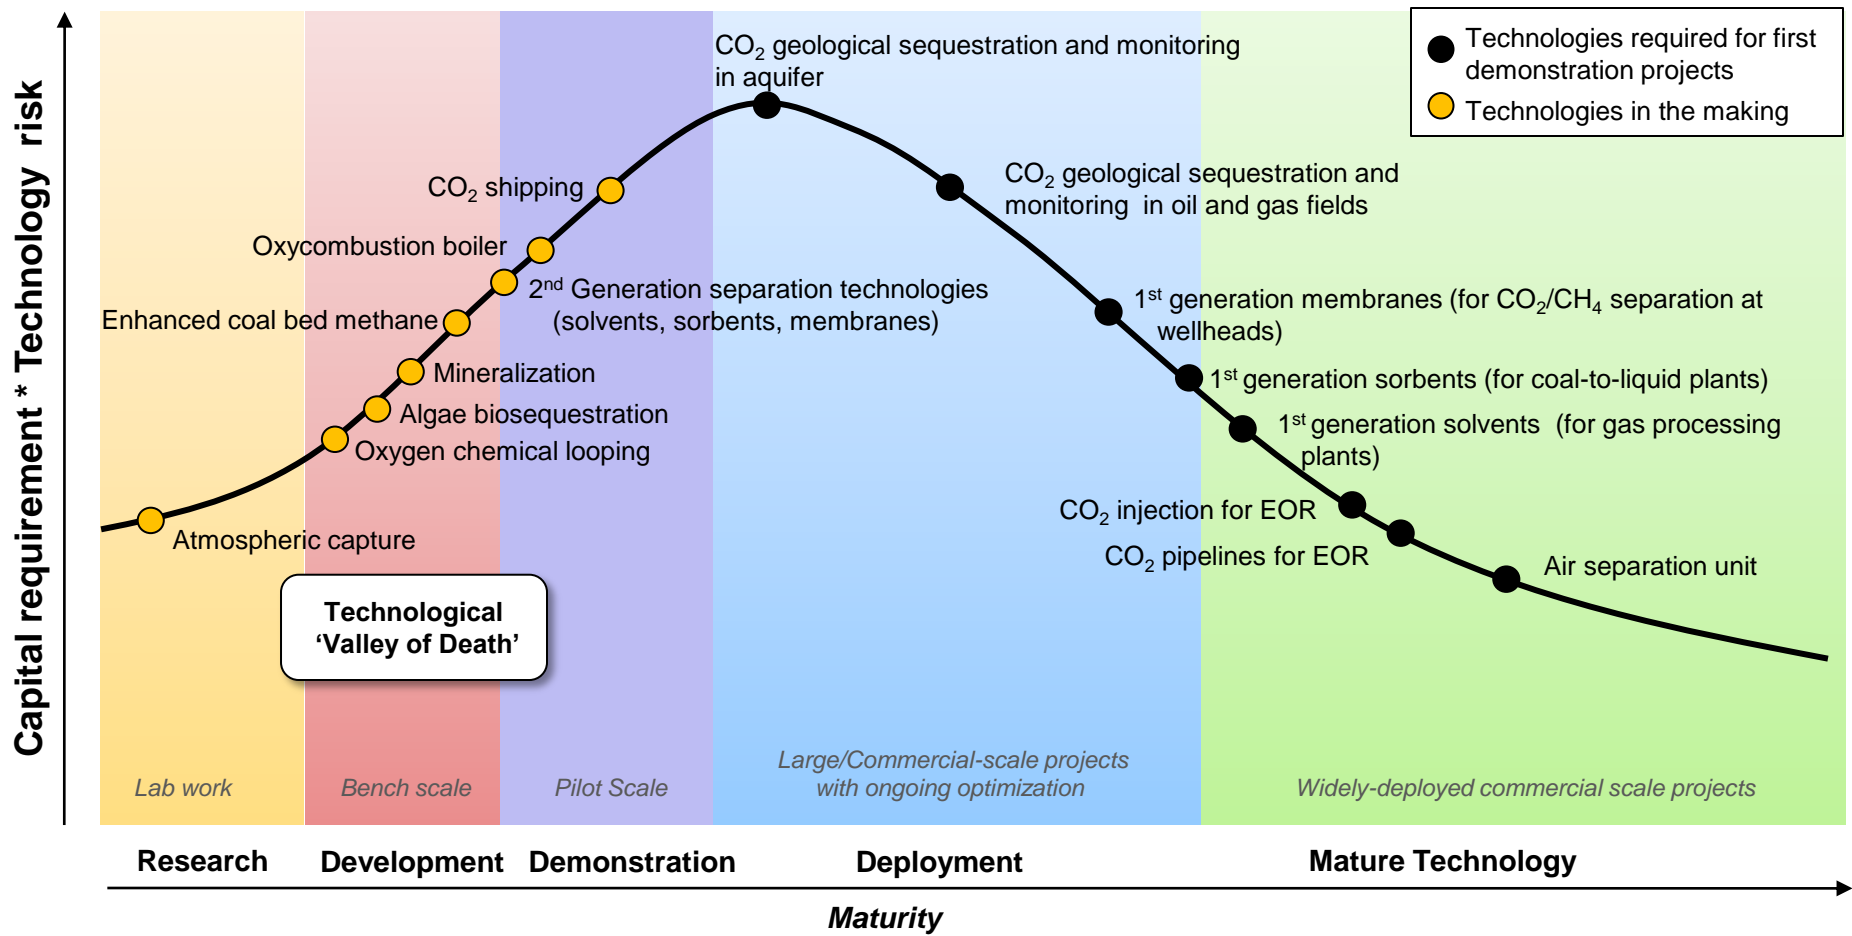 Capital requirement * Technology risk
CO₂ geological sequestration and monitoring
in aquifer
Technologies required for first
demonstration projects
Technologies in the making
CO₂ shipping
CO₂ geological sequestration and
monitoring in oil and gas fields
Oxycombustion boiler
2nd Generation separation technologies
(solvents, sorbents, membranes)
Enhanced coal bed methane
1st generation membranes (for CO₂/CH₄ separation at
wellheads)
Mineralization
1st generation sorbents (for coal-to-liquid plants)
Algae biosequestration
1st generation solvents (for gas processing
plants)
Oxygen chemical looping
Atmospheric capture
CO₂ injection for EOR
CO₂ pipelines for EOR
Air separation unit
Technological
‘Valley of Death’
Lab work
Bench scale
Pilot Scale
Large/Commercial-scale projects
with ongoing optimization
Widely-deployed commercial scale projects
Research
Development
Demonstration
Deployment
Mature Technology
Maturity